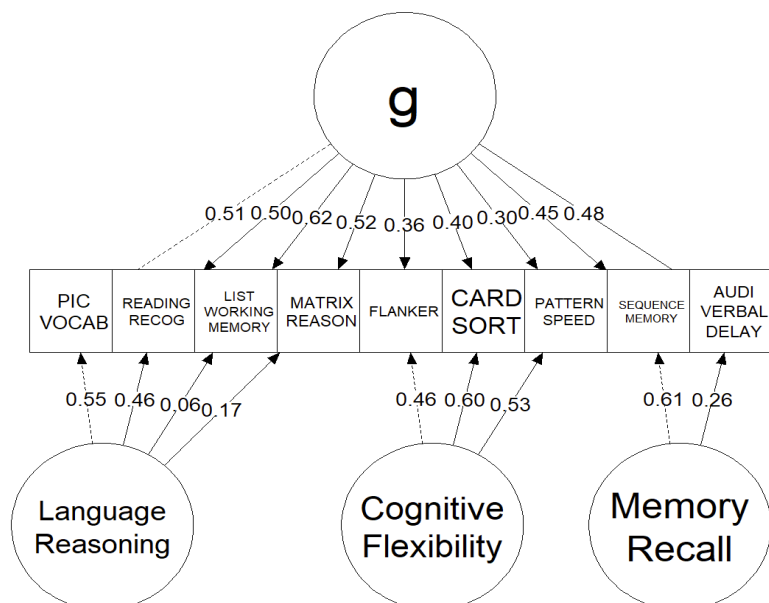 g
0.51 0.50 0.62 0.52 0.36 0.40 0.30 0.45 0.48
PIC
VOCAB
READING
RECOG
LIST
WORKING
MEMORY
MATRIX
REASON
FLANKER
CARD
SORT
PATTERN
SPEED
SEQUENCE
MEMORY
AUDI
VERBAL
DELAY
0.55 0.46 0.06 0.17 0.46 0.60 0.53 0.61 0.26
Language
Reasoning
Cognitive
Flexibility
Memory
Recall